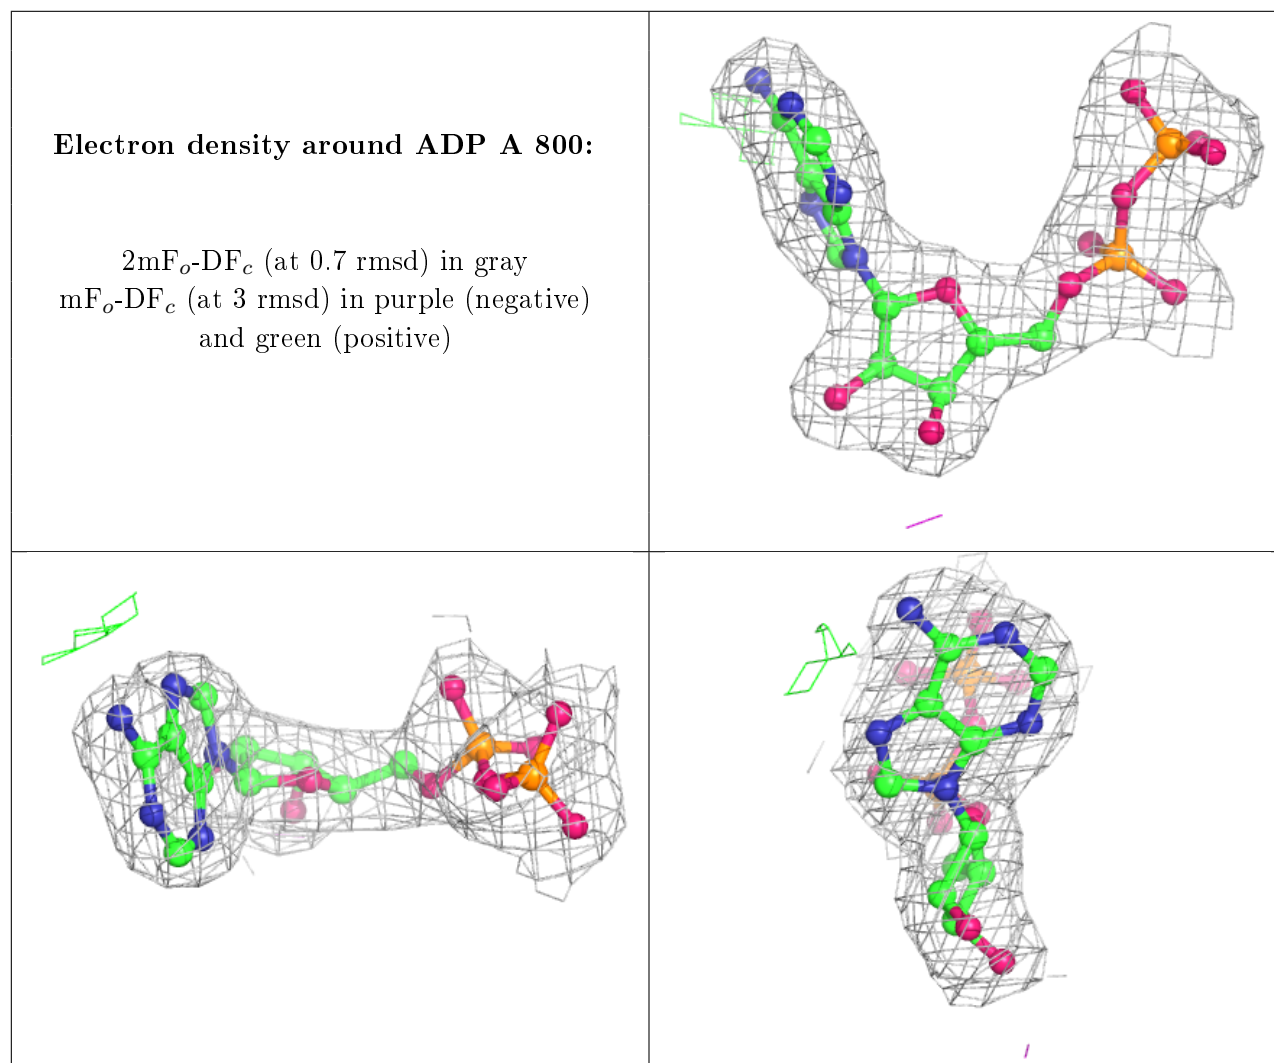 Electron density around ADP A 800:
2mFo-DFc (at 0.7 rmsd) in gray
mFo-DFc (at 3 rmsd) in purple (negative)
and green (positive)